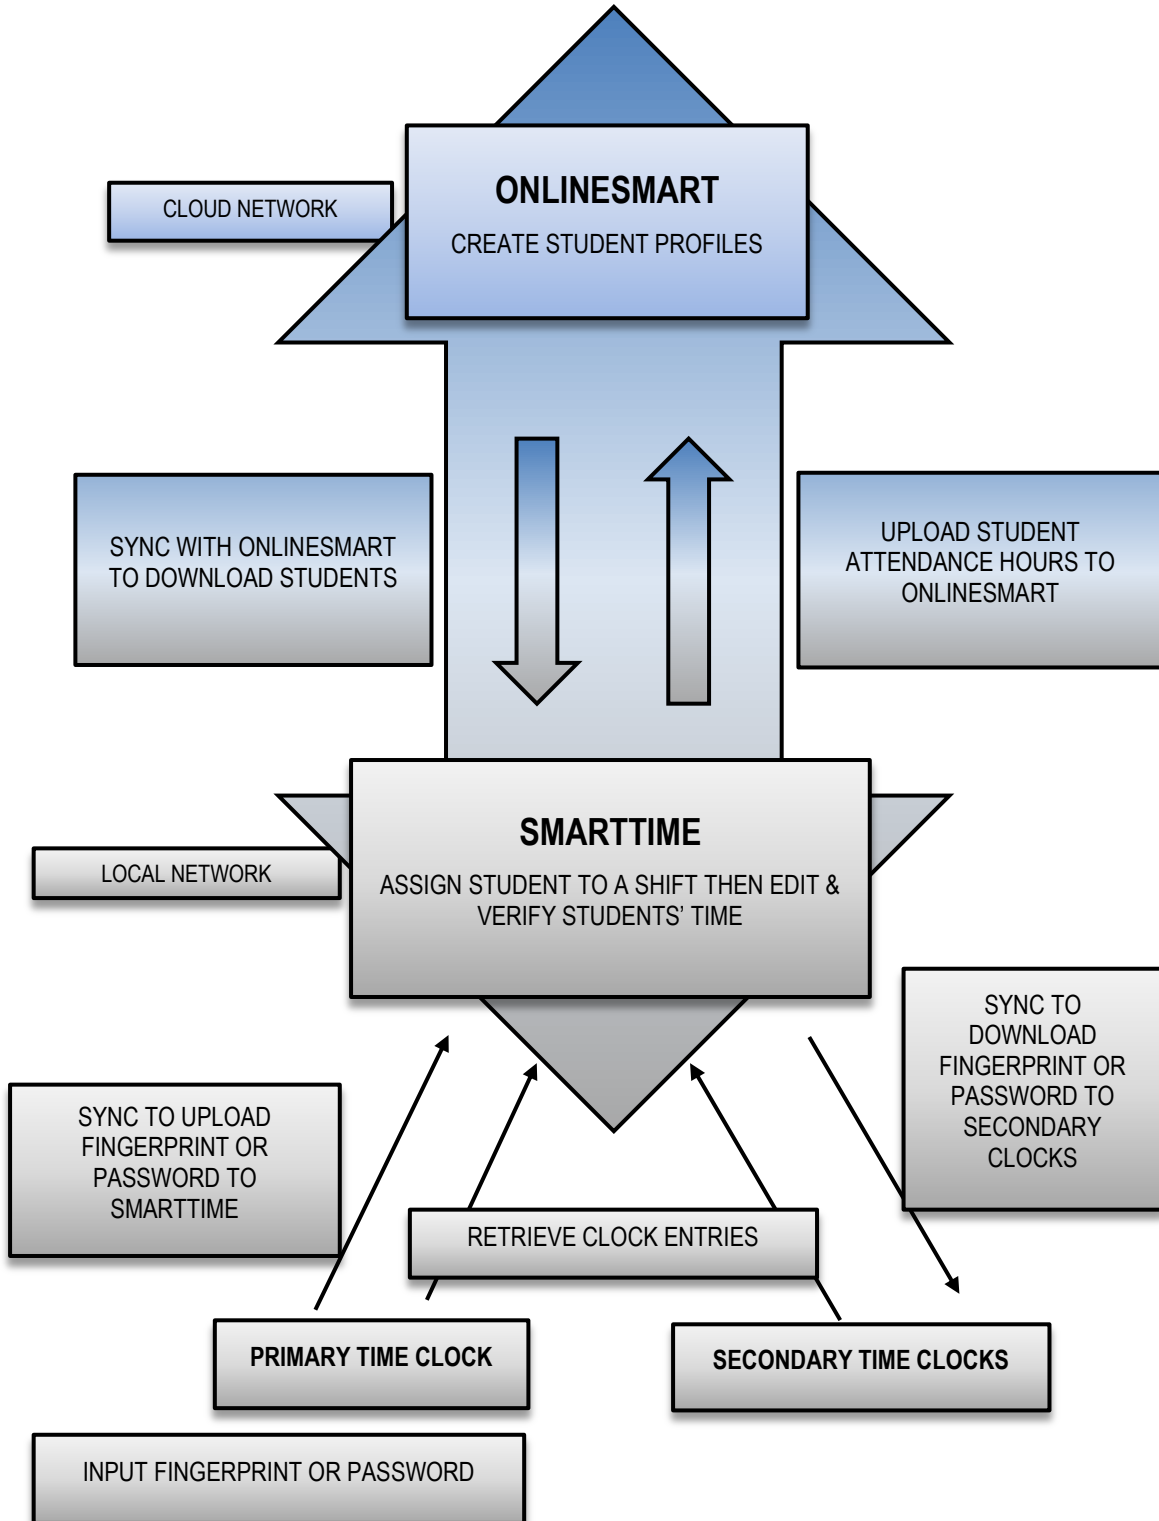 ONLINESMART
CREATE STUDENT PROFILES
CLOUD NETWORK
SYNC WITH ONLINESMART
TO DOWNLOAD STUDENTS
UPLOAD STUDENT
ATTENDANCE HOURS TO
ONLINESMART
SMARTTIME
ASSIGN STUDENT TO A SHIFT THEN EDIT &
VERIFY STUDENTS’ TIME
LOCAL NETWORK
SYNC TO
DOWNLOAD
FINGERPRINT OR
PASSWORD TO
SECONDARY
CLOCKS
SYNC TO UPLOAD
FINGERPRINT OR
PASSWORD TO
SMARTTIME
RETRIEVE CLOCK ENTRIES
PRIMARY TIME CLOCK
SECONDARY TIME CLOCKS
INPUT FINGERPRINT OR PASSWORD